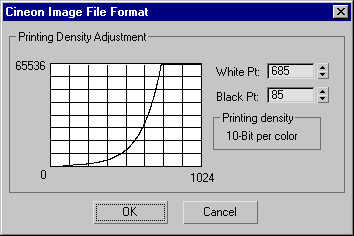 Cineon Image File Format
Printing Density Adjustment
65536
0
1024
White Pt: 685
Black Pt: 85
Printing density
10-Bit per color
OK
Cancel